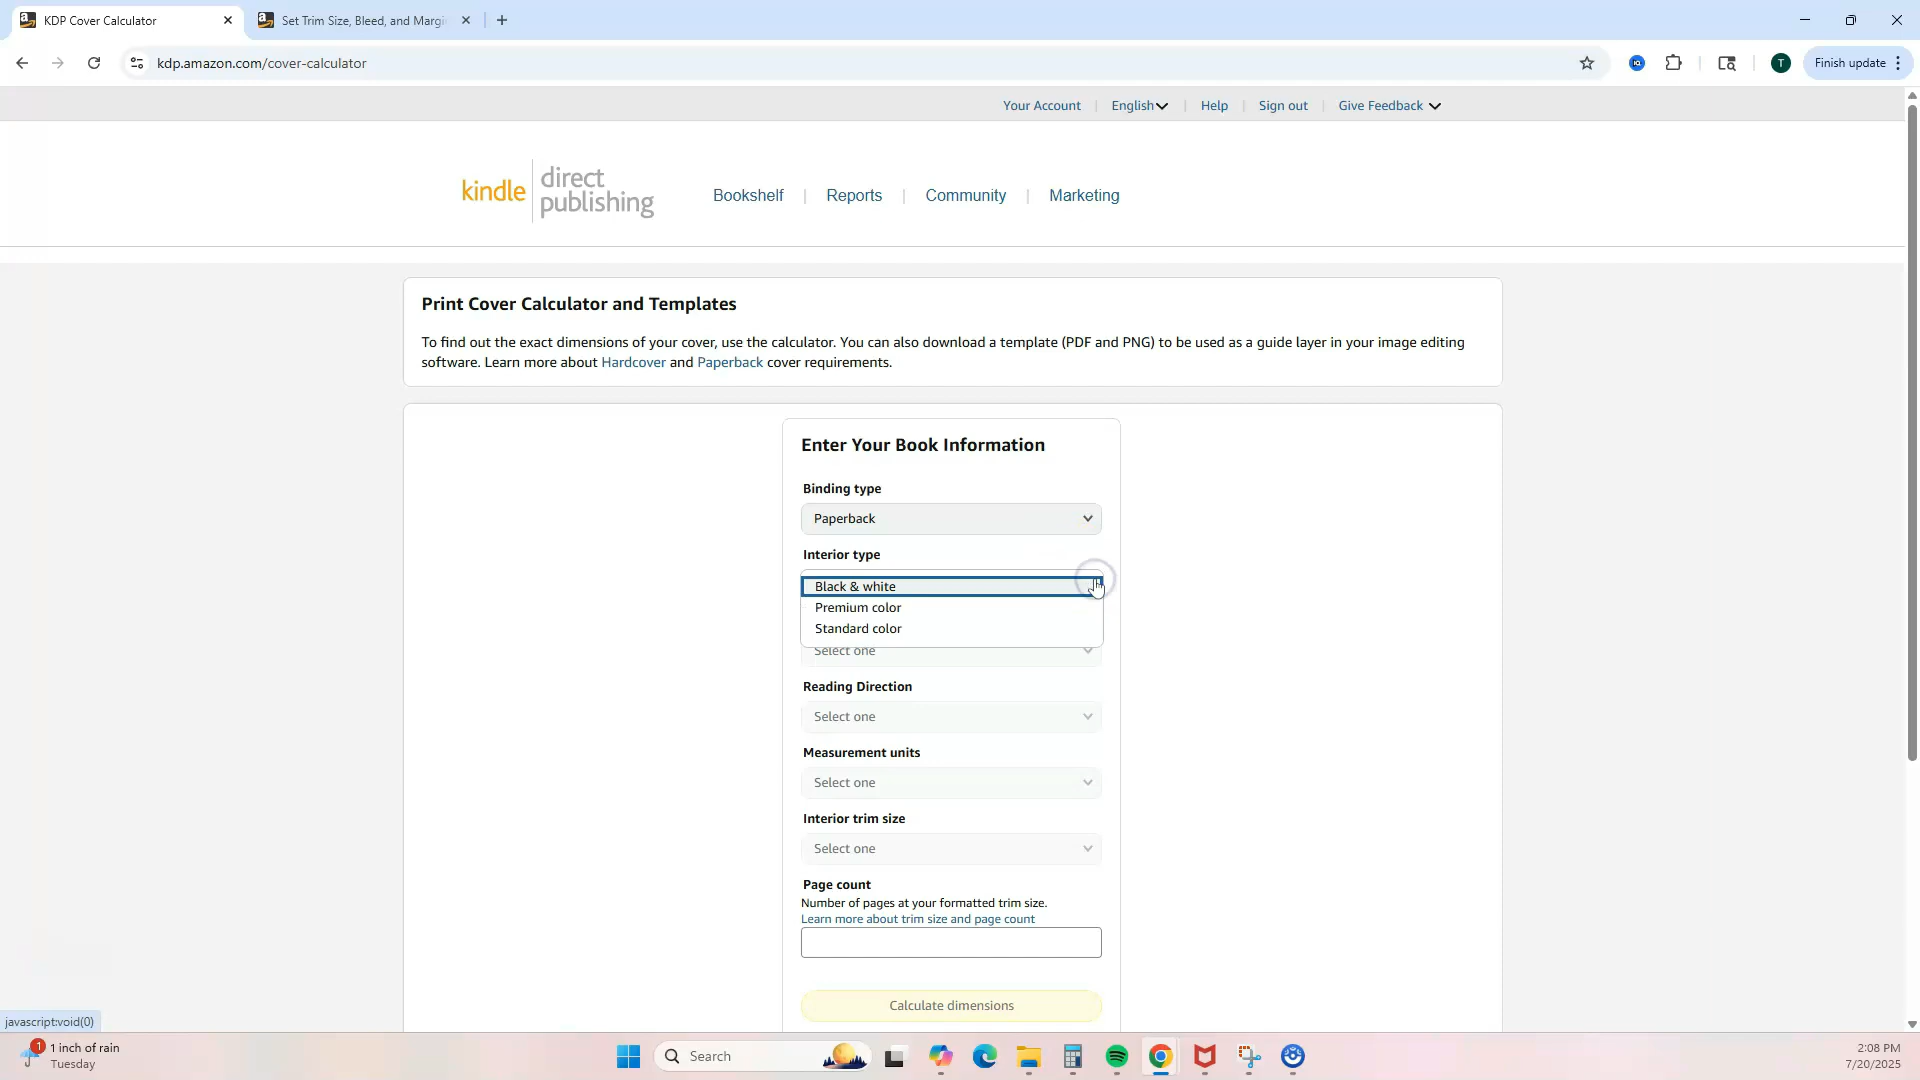 KDP Cover Calculator
Set Trim Size, Bleed, and Margi
kdp.amazon.com/cover-calculator
T
Finish update
Your Account | English | Help | Sign out | Give Feedback
kindle direct publishing
Bookshelf | Reports | Community | Marketing
Print Cover Calculator and Templates
To find out the exact dimensions of your cover, use the calculator. You can also download a template (PDF and PNG) to be used as a guide layer in your image editing
software. Learn more about Hardcover and Paperback cover requirements.
Enter Your Book Information
Binding type
Paperback
Interior type
Black & white
Premium color
Standard color
Select one
Reading Direction
Select one
Measurement units
Select one
Interior trim size
Select one
Page count
Number of pages at your formatted trim size.
Learn more about trim size and page count
Calculate dimensions
javascript:void(0)
1
1 inch of rain
Tuesday
Search
2:08 PM
7/20/2025